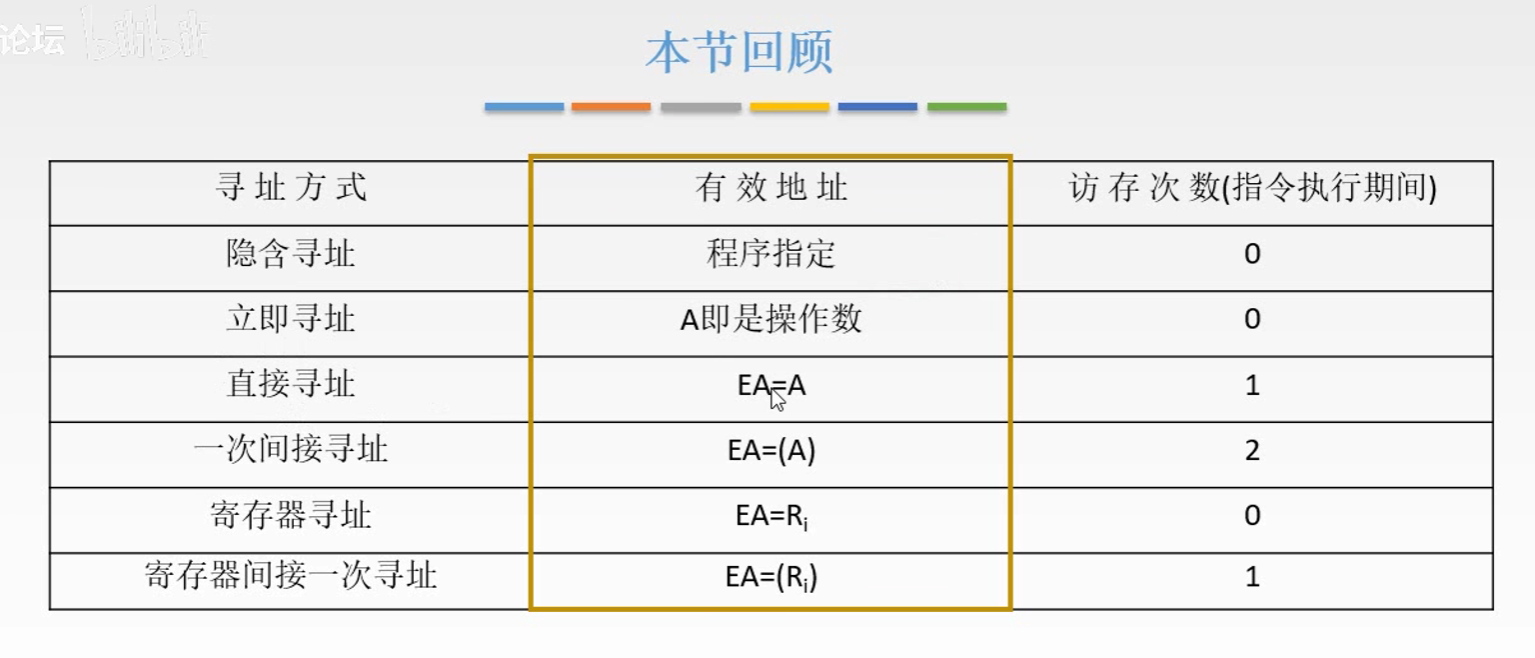 论坛 bilibili
本节回顾
寻 址 方 式 有 效 地 址 访 存 次 数(指令执行期间)
隐含寻址 程序指定 0
立即寻址 A即是操作数 0
直接寻址 EA=A 1
一次间接寻址 EA=(A) 2
寄存器寻址 EA=Ri 0
寄存器间接一次寻址 EA=(Ri) 1